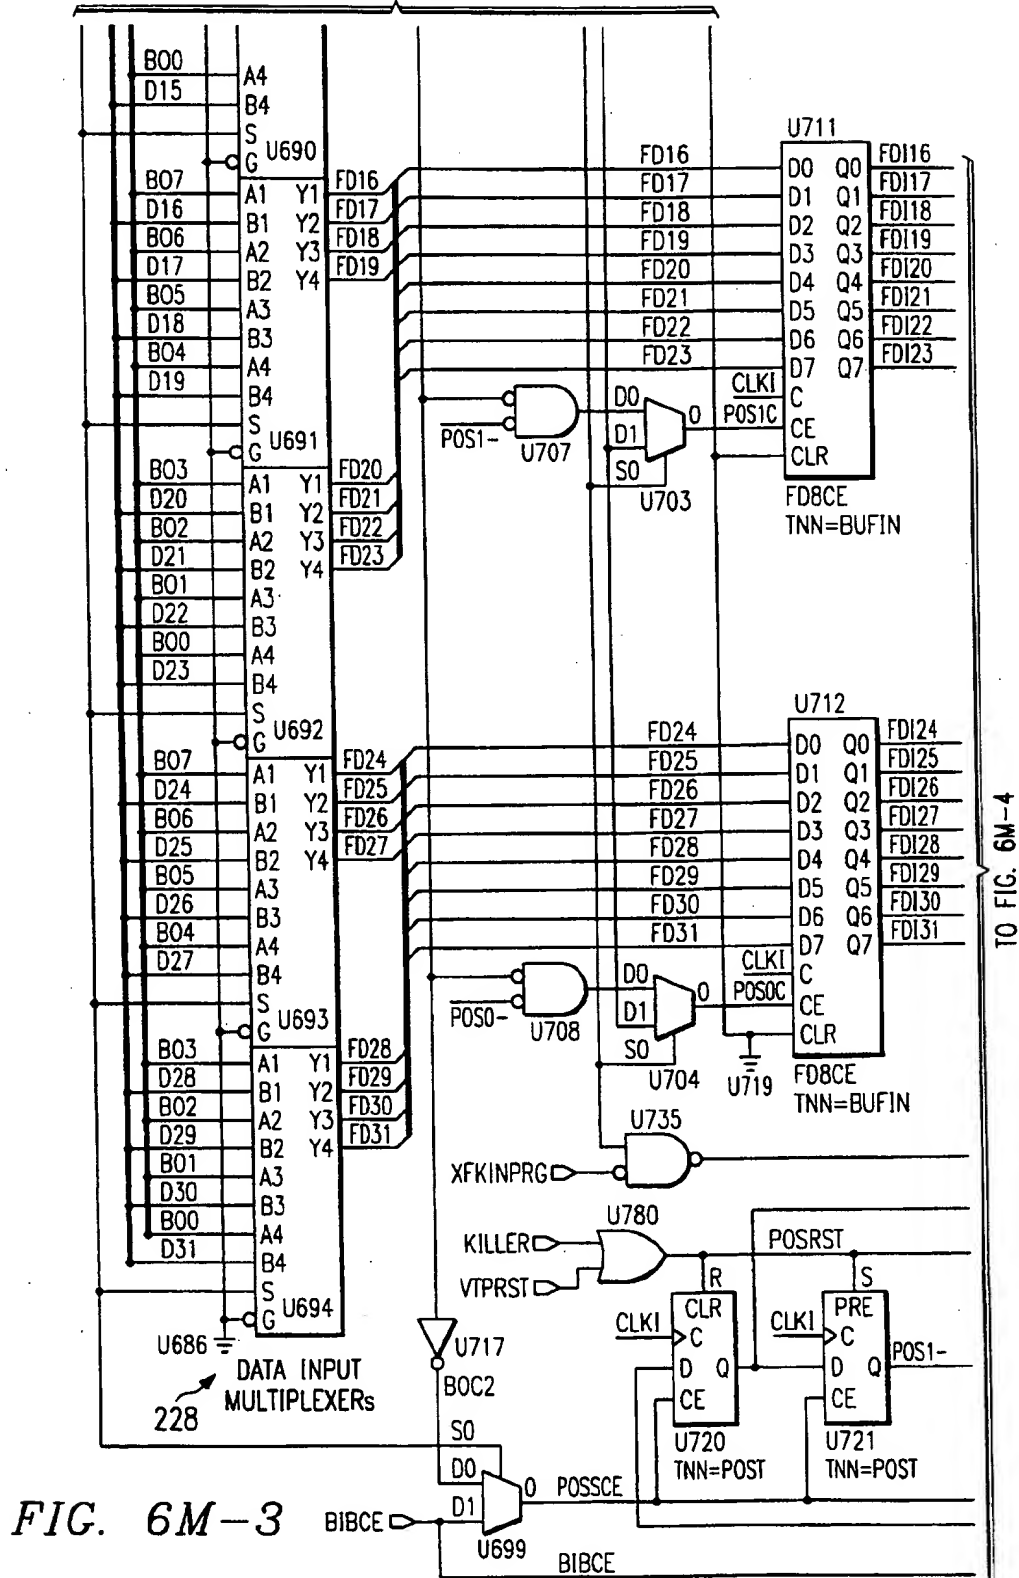 B00 A4
D15 B4
S
U690
G
B07 A1 Y1 FD16
D16 B1 Y2 FD17
B06 A2 Y3 FD18
D17 B2 Y4 FD19
B05 A3
D18 B3
B04 A4
D19 B4
S
U691
G
B03 A1 Y1 FD20
D20 B1 Y2 FD21
B02 A2 Y3 FD22
D21 B2 Y4 FD23
B01 A3
D22 B3
B00 A4
D23 B4
S
U692
G
B07 A1 Y1 FD24
D24 B1 Y2 FD25
B06 A2 Y3 FD26
D25 B2 Y4 FD27
B05 A3
D26 B3
B04 A4
D27 B4
S
U693
G
B03 A1 Y1 FD28
D28 B1 Y2 FD29
B02 A2 Y3 FD30
D29 B2 Y4 FD31
B01 A3
D30 B3
B00 A4
D31 B4
S
U694
G
U686
DATA INPUT
MULTIPLEXERs
228
U711
FD16 D0 Q0 FDI16
FD17 D1 Q1 FDI17
FD18 D2 Q2 FDI18
FD19 D3 Q3 FDI19
FD20 D4 Q4 FDI20
FD21 D5 Q5 FDI21
FD22 D6 Q6 FDI22
FD23 D7 Q7 FDI23
CLKI C
POS1C CE
CLR
FD8CE
TNN=BUFIN
POS1-
U707
D0
D1
S0
O
U703
U712
FD24 D0 Q0 FDI24
FD25 D1 Q1 FDI25
FD26 D2 Q2 FDI26
FD27 D3 Q3 FDI27
FD28 D4 Q4 FDI28
FD29 D5 Q5 FDI29
FD30 D6 Q6 FDI30
FD31 D7 Q7 FDI31
CLKI C
POS0C CE
CLR
U719
FD8CE
TNN=BUFIN
POS0-
U708
D0
D1
S0
O
U704
U735
XFKINPRG
U780
KILLER
VTPRST
POSRST
R
CLR
CLKI C
D Q
CE
U720
TNN=POST
S
PRE
CLKI C
D Q POS1-
CE
U721
TNN=POST
U717
BOC2
S0
D0
D1
O
POSSCE
BIBCE
U699
BIBCE
TO FIG. 6M-4
FIG. 6M-3